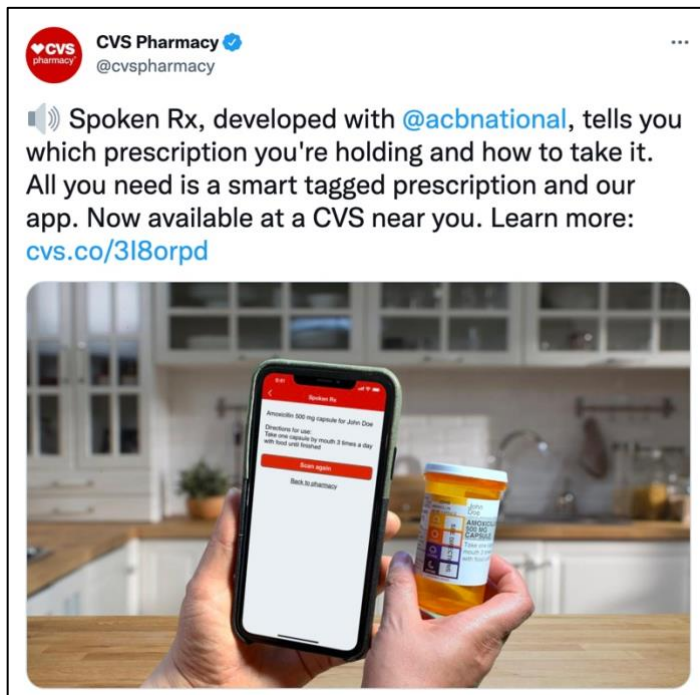 CVS
pharmacy
CVS Pharmacy
@cvspharmacy
Spoken Rx, developed with @acbnational, tells you
which prescription you're holding and how to take it.
All you need is a smart tagged prescription and our
app. Now available at a CVS near you. Learn more:
cvs.co/3l8orpd
Spoken Rx
Amoxicillin 500 mg capsule for John Doe
Directions for use:
Take one capsule by mouth 3 times a day
with food until finished
Scan again
Back to pharmacy
John
Doe
500 MG